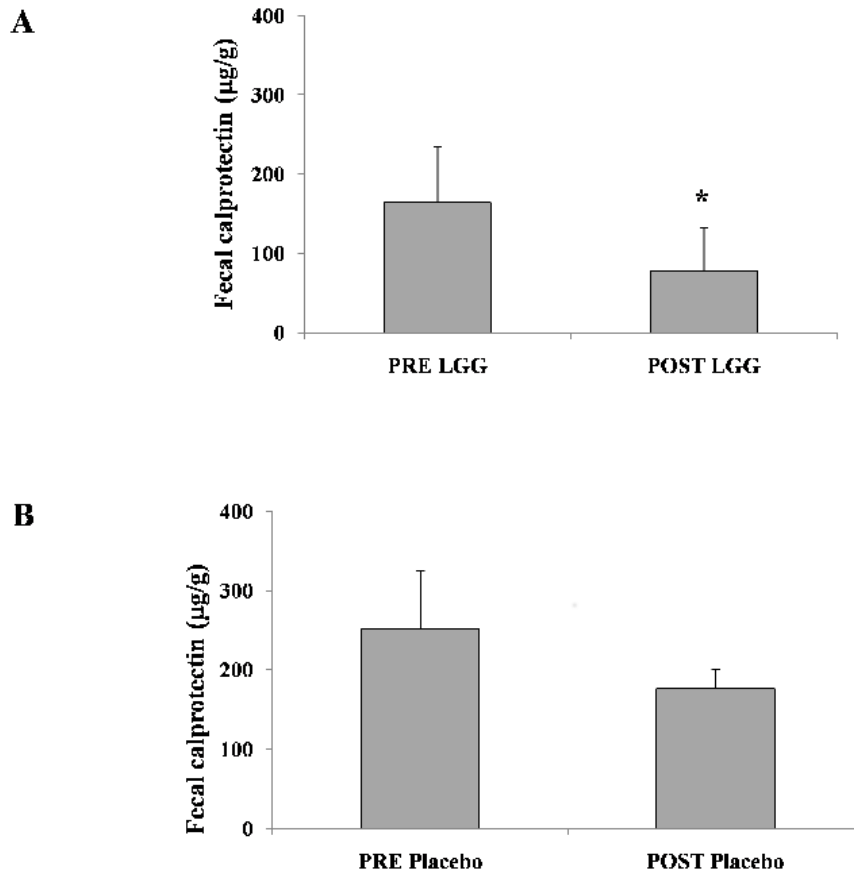 A
Fecal calprotectin (µg/g)
400
300
200
100
0
*
PRE LGG
POST LGG
B
Fecal calprotectin (µg/g)
400
300
200
100
0
PRE Placebo
POST Placebo